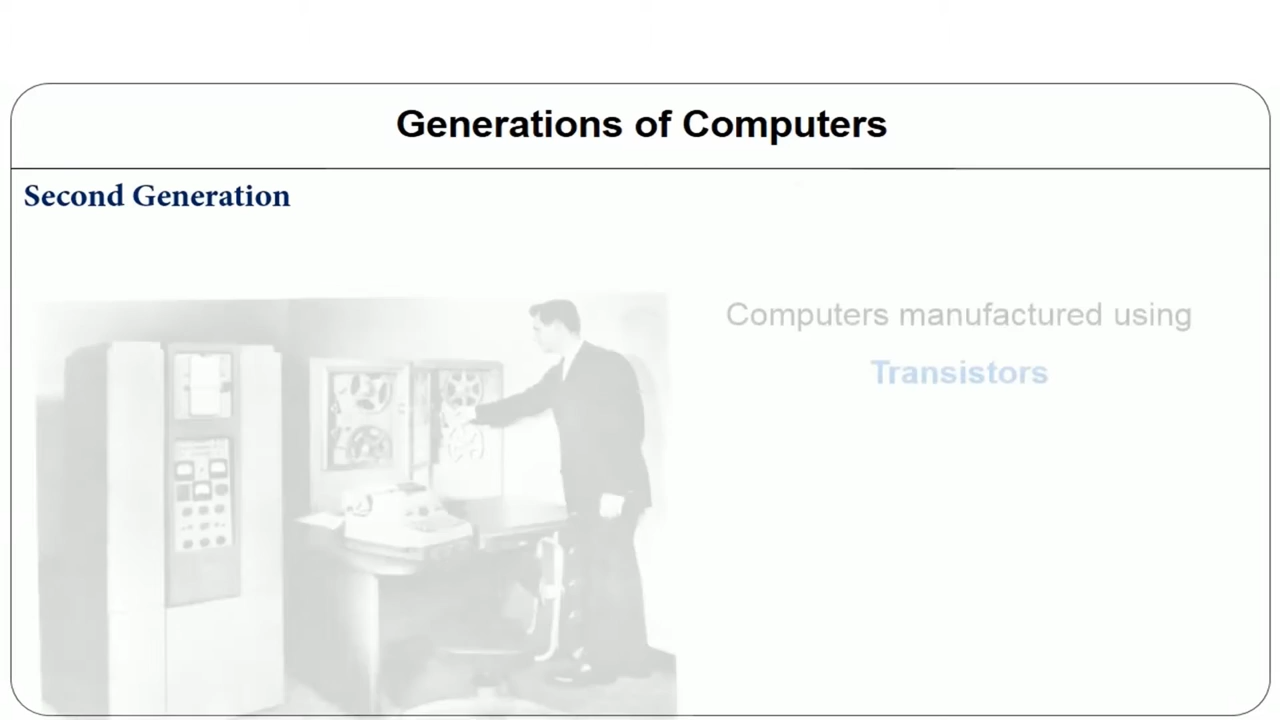 Generations of Computers
Second Generation
Computers manufactured using
Transistors